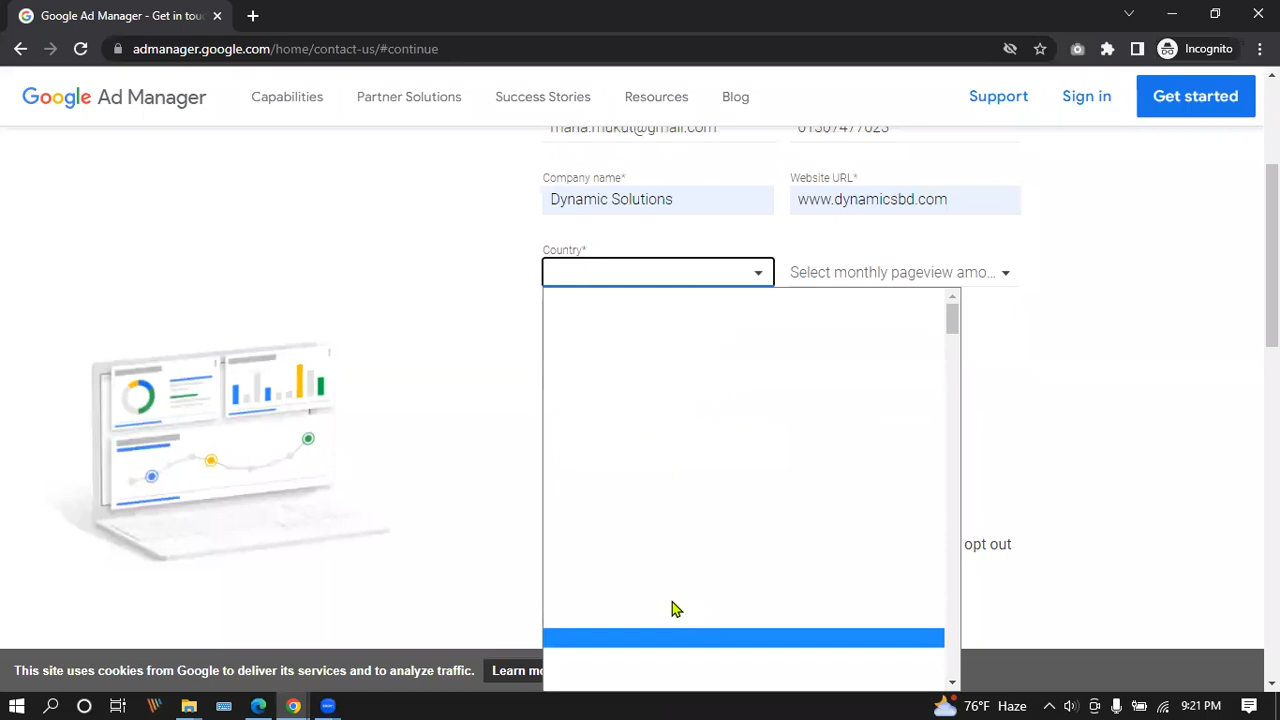 Google Ad Manager - Get in touc
admanager.google.com/home/contact-us/#continue
Incognito
Google Ad Manager
Capabilities
Partner Solutions
Success Stories
Resources
Blog
Support
Sign in
Get started
Company name*
Website URL*
Dynamic Solutions
www.dynamicsbd.com
Country*
Select monthly pageview amo...
opt out
This site uses cookies from Google to deliver its services and to analyze traffic.
Learn mo
76°F Haze
9:21 PM